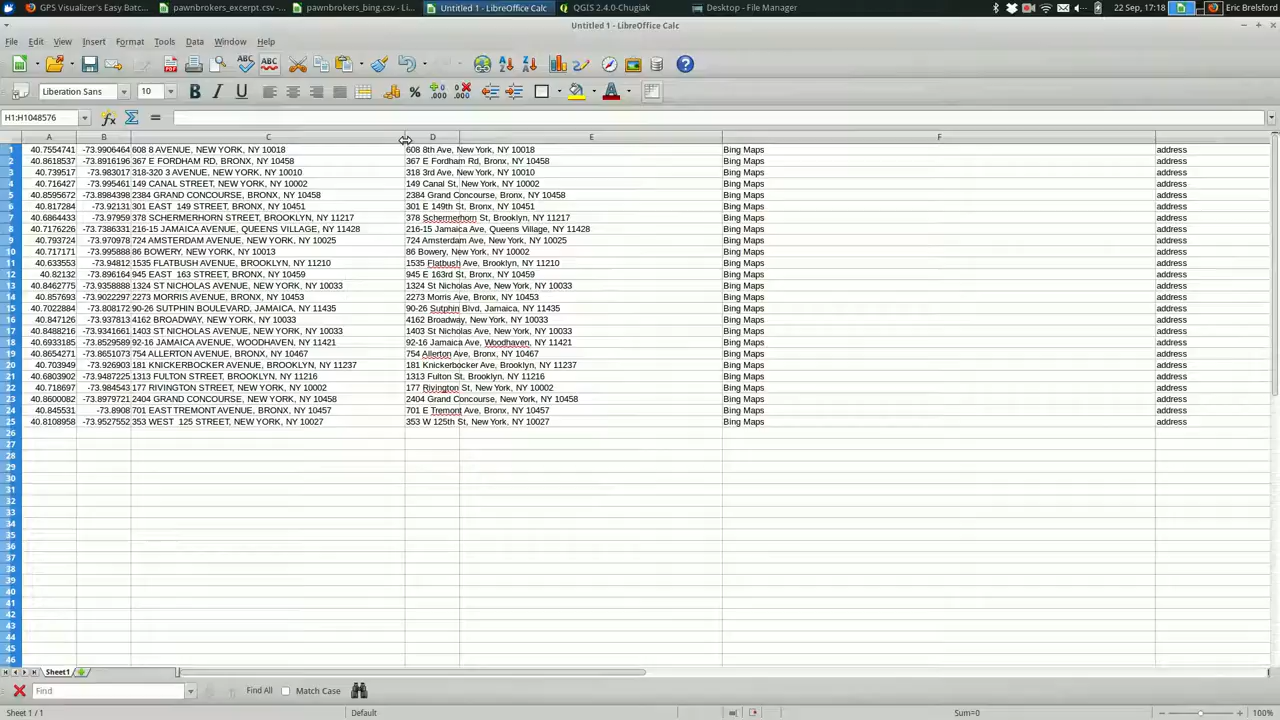 GPS Visualizer's Easy Batc... pawnbrokers_excerpt.csv -... pawnbrokers_bing.csv - Li... Untitled 1 - LibreOffice Calc QGIS 2.4.0-Chugiak Desktop - File Manager 22 Sep, 17:18 Eric Brelsford
Untitled 1 - LibreOffice Calc
File Edit View Insert Format Tools Data Window Help
Liberation Sans 10
H1:H1048576
A B C D E F
1 40.7554741 -73.9906464 608 8 AVENUE, NEW YORK, NY 10018 608 8th Ave, New York, NY 10018 Bing Maps address
2 40.8618537 -73.8916196 367 E FORDHAM RD, BRONX, NY 10458 367 E Fordham Rd, Bronx, NY 10458 Bing Maps address
3 40.739517 -73.983017 318-320 3 AVENUE, NEW YORK, NY 10010 318 3rd Ave, New York, NY 10010 Bing Maps address
4 40.716427 -73.995461 149 CANAL STREET, NEW YORK, NY 10002 149 Canal St, New York, NY 10002 Bing Maps address
5 40.8595672 -73.8984398 2384 GRAND CONCOURSE, BRONX, NY 10458 2384 Grand Concourse, Bronx, NY 10458 Bing Maps address
6 40.817284 -73.92131 301 EAST 149 STREET, BRONX, NY 10451 301 E 149th St, Bronx, NY 10451 Bing Maps address
7 40.6864433 -73.97959 378 SCHERMERHORN STREET, BROOKLYN, NY 11217 378 Schermerhorn St, Brooklyn, NY 11217 Bing Maps address
8 40.7176226 -73.7386331 216-15 JAMAICA AVENUE, QUEENS VILLAGE, NY 11428 216-15 Jamaica Ave, Queens Village, NY 11428 Bing Maps address
9 40.793724 -73.970978 724 AMSTERDAM AVENUE, NEW YORK, NY 10025 724 Amsterdam Ave, New York, NY 10025 Bing Maps address
10 40.717171 -73.995888 86 BOWERY, NEW YORK, NY 10013 86 Bowery, New York, NY 10002 Bing Maps address
11 40.633553 -73.94812 1535 FLATBUSH AVENUE, BROOKLYN, NY 11210 1535 Flatbush Ave, Brooklyn, NY 11210 Bing Maps address
12 40.82132 -73.896164 945 EAST 163 STREET, BRONX, NY 10459 945 E 163rd St, Bronx, NY 10459 Bing Maps address
13 40.8462775 -73.9358888 1324 ST NICHOLAS AVENUE, NEW YORK, NY 10033 1324 St Nicholas Ave, New York, NY 10033 Bing Maps address
14 40.857693 -73.9022297 2273 MORRIS AVENUE, BRONX, NY 10453 2273 Morris Ave, Bronx, NY 10453 Bing Maps address
15 40.7022884 -73.808172 90-26 SUTPHIN BOULEVARD, JAMAICA, NY 11435 90-26 Sutphin Blvd, Jamaica, NY 11435 Bing Maps address
16 40.847126 -73.937813 4162 BROADWAY, NEW YORK, NY 10033 4162 Broadway, New York, NY 10033 Bing Maps address
17 40.8488216 -73.9341661 1403 ST NICHOLAS AVENUE, NEW YORK, NY 10033 1403 St Nicholas Ave, New York, NY 10033 Bing Maps address
18 40.6933185 -73.8529589 92-16 JAMAICA AVENUE, WOODHAVEN, NY 11421 92-16 Jamaica Ave, Woodhaven, NY 11421 Bing Maps address
19 40.8654271 -73.8651073 754 ALLERTON AVENUE, BRONX, NY 10467 754 Allerton Ave, Bronx, NY 10467 Bing Maps address
20 40.703949 -73.926903 181 KNICKERBOCKER AVENUE, BROOKLYN, NY 11237 181 Knickerbocker Ave, Brooklyn, NY 11237 Bing Maps address
21 40.6803902 -73.9487225 1313 FULTON STREET, BROOKLYN, NY 11216 1313 Fulton St, Brooklyn, NY 11216 Bing Maps address
22 40.718697 -73.984543 177 RIVINGTON STREET, NEW YORK, NY 10002 177 Rivington St, New York, NY 10002 Bing Maps address
23 40.8600082 -73.8979721 2404 GRAND CONCOURSE, NEW YORK, NY 10458 2404 Grand Concourse, New York, NY 10458 Bing Maps address
24 40.845531 -73.8908 701 EAST TREMONT AVENUE, BRONX, NY 10457 701 E Tremont Ave, Bronx, NY 10457 Bing Maps address
25 40.8108958 -73.9527552 353 WEST 125 STREET, NEW YORK, NY 10027 353 W 125th St, New York, NY 10027 Bing Maps address
26
27
28
29
30
31
32
33
34
35
36
37
38
39
40
41
42
43
44
45
46
Sheet1
Find Find All Match Case
Sheet 1 / 1 Default Sum=0 100%